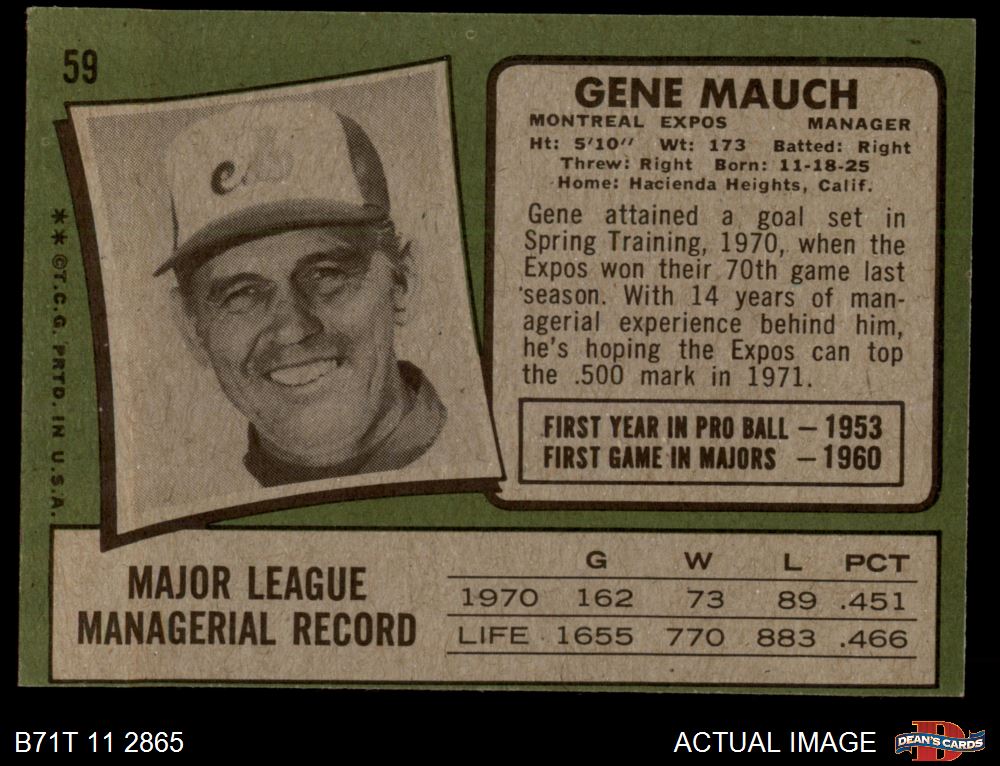 59
GENE MAUCH
MONTREAL EXPOS MANAGER
Ht: 5'10" Wt: 173 Batted: Right
Threw: Right Born: 11-18-25
Home: Hacienda Heights, Calif.
Gene attained a goal set in
Spring Training, 1970, when the
Expos won their 70th game last
season. With 14 years of man-
agerial experience behind him,
he's hoping the Expos can top
the .500 mark in 1971.
FIRST YEAR IN PRO BALL – 1953
FIRST GAME IN MAJORS – 1960
**©T.C.G. PRTD. IN U.S.A.
MAJOR LEAGUE
MANAGERIAL RECORD
G W L PCT
1970 162 73 89 .451
LIFE 1655 770 883 .466
B71T 11 2865
ACTUAL IMAGE
DEAN'S CARDS